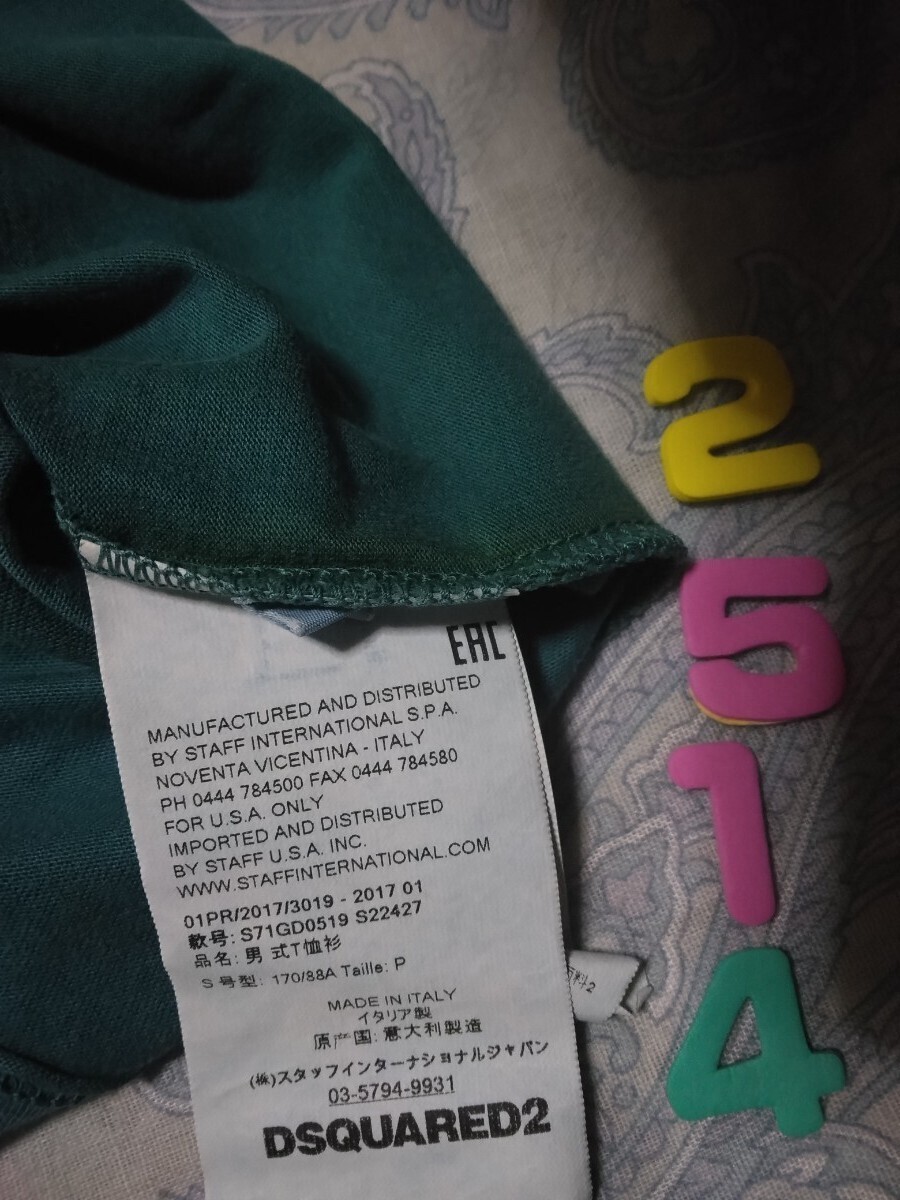 EAC
MANUFACTURED AND DISTRIBUTED
BY STAFF INTERNATIONAL S.P.A.
NOVENTA VICENTINA - ITALY
PH 0444 784500 FAX 0444 784580
FOR U.S.A. ONLY
IMPORTED AND DISTRIBUTED
BY STAFF U.S.A. INC.
WWW.STAFFINTERNATIONAL.COM
01PR/2017/3019 - 2017 01
款号: S71GD0519 S22427
品名: 男 式T恤衫
S 号型: 170/88A Taille: P
MADE IN ITALY
イタリア製
原产国: 意大利製造
(株)スタッフインターナショナルジャパン
03-5794-9931
DSQUARED2
2
5
1
4